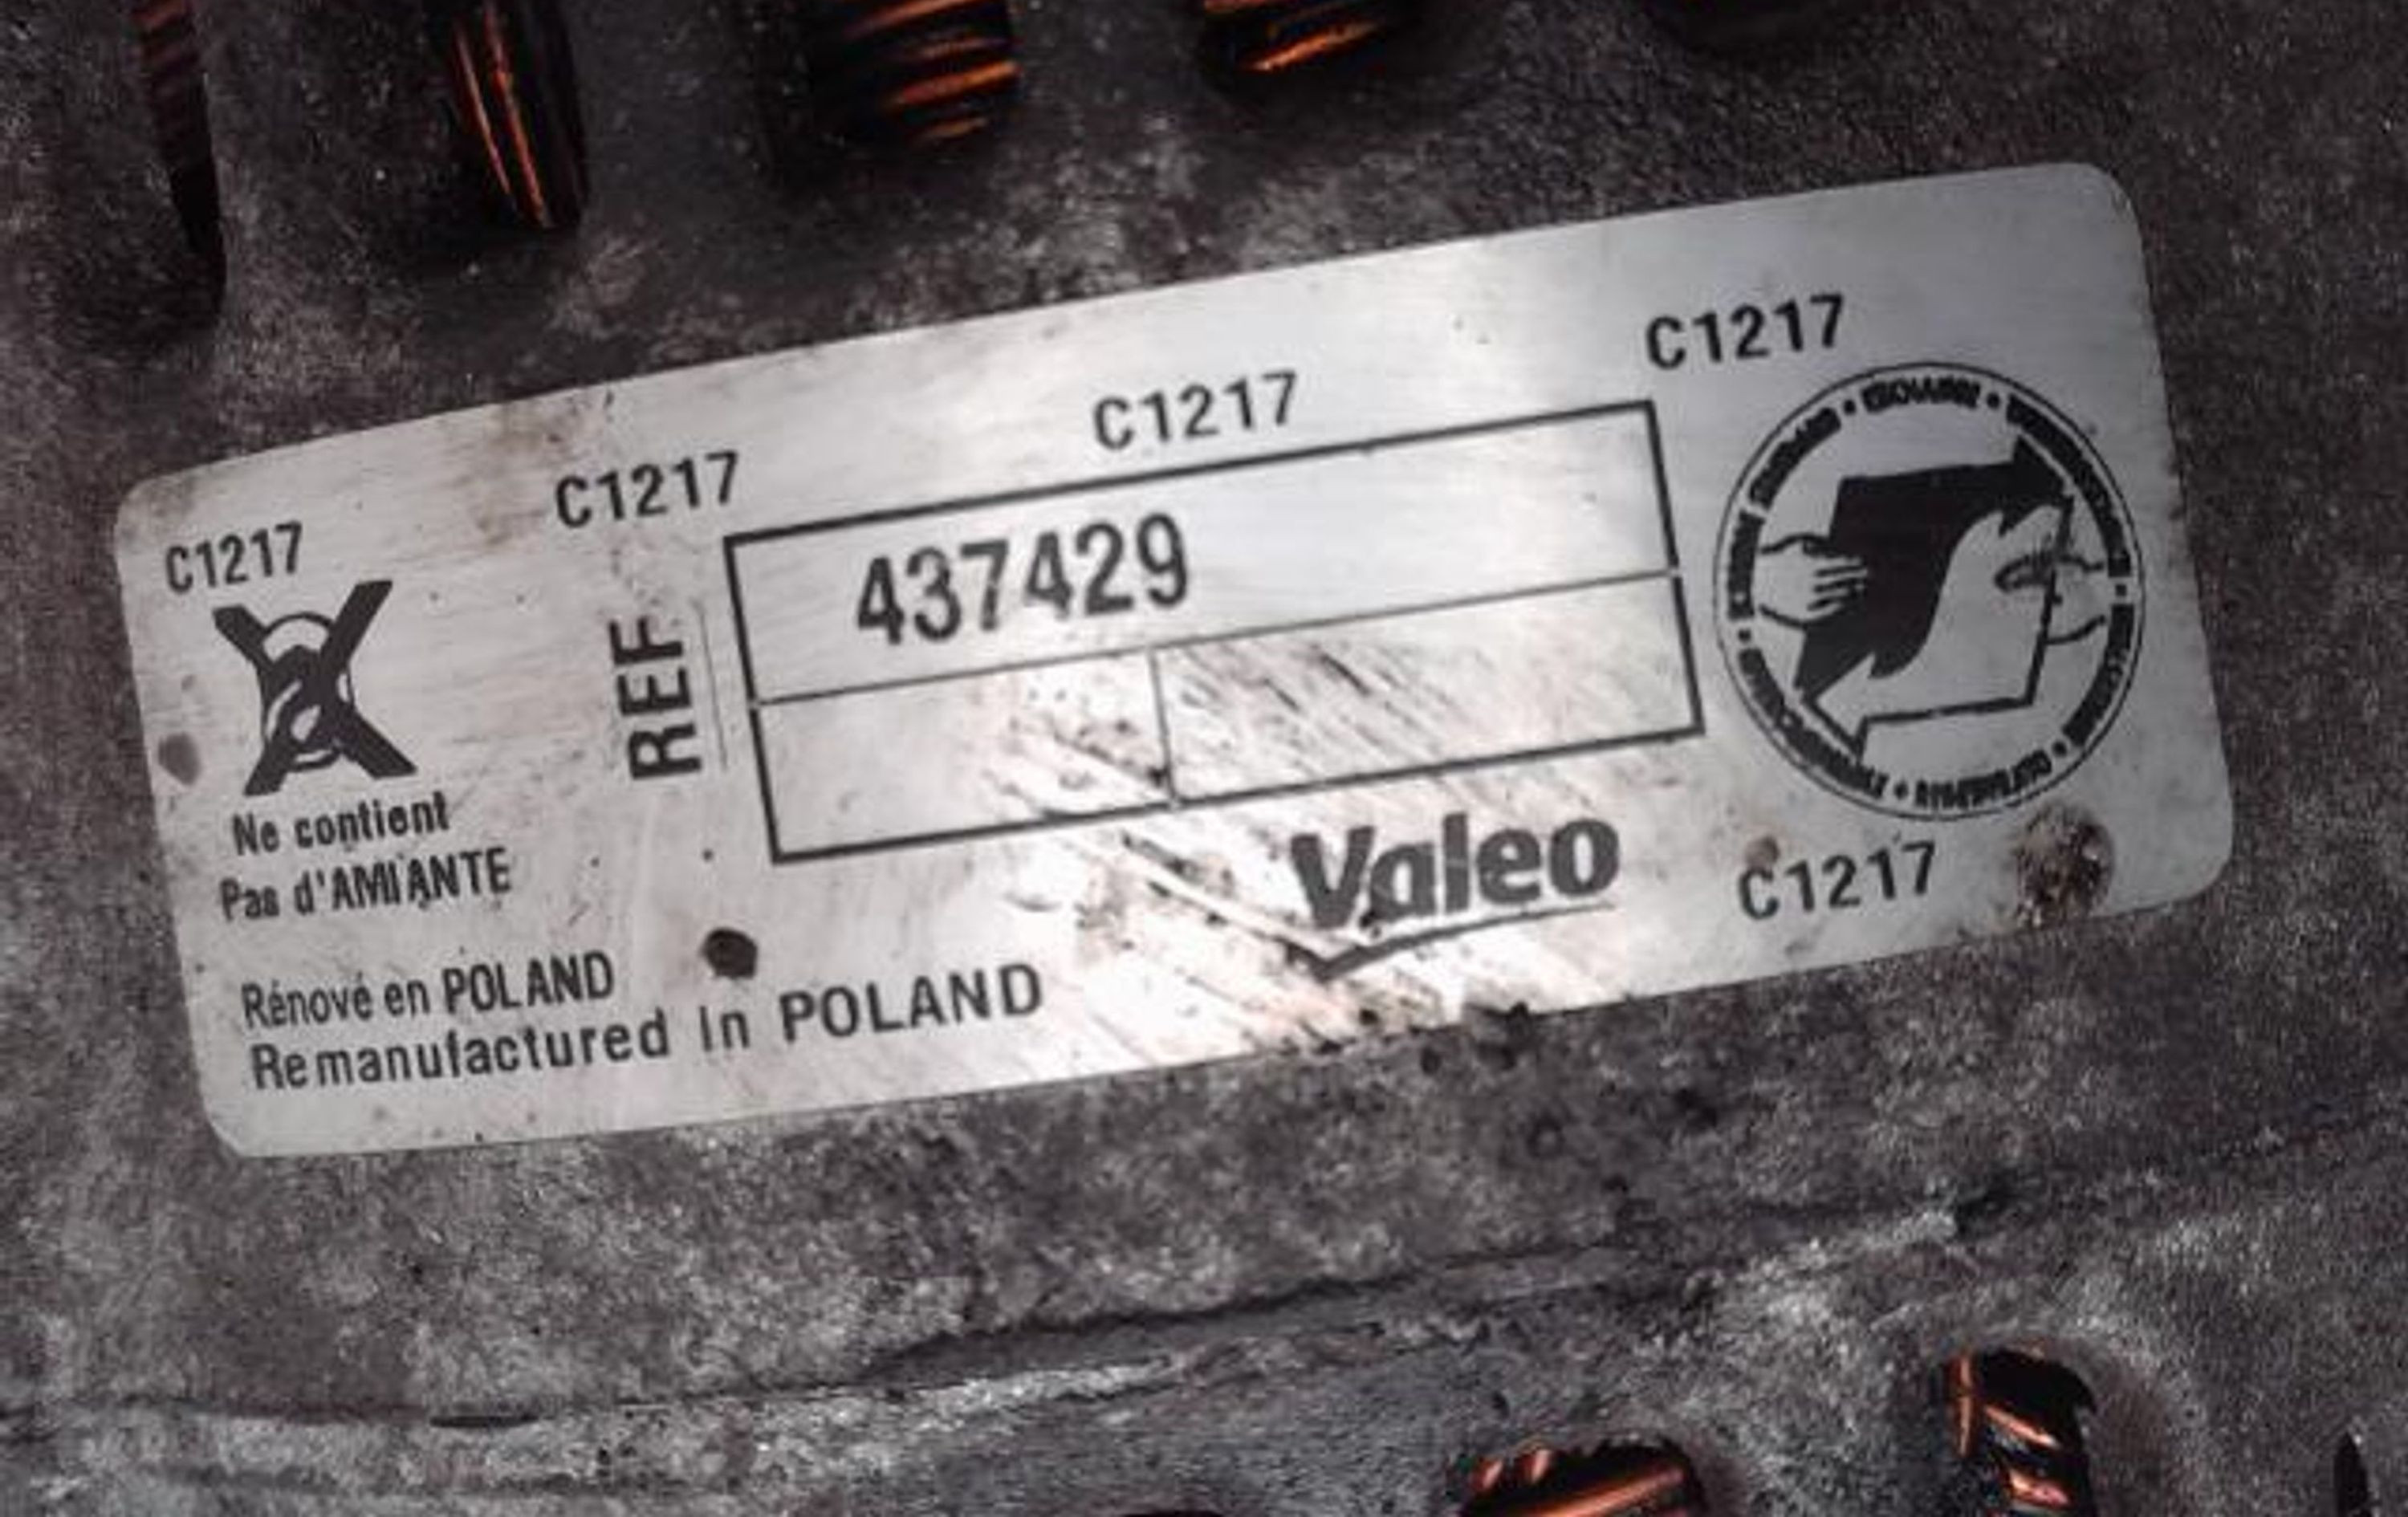 C1217
C1217
C1217
C1217
Ne contient
Pas d'AMIANTE
REF
437429
Valeo
C1217
Rénové en POLAND
Remanufactured In POLAND